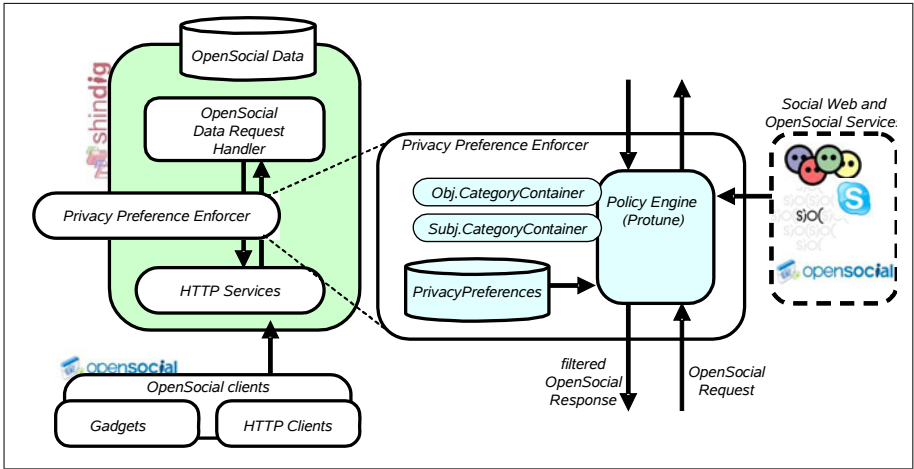 shindig
OpenSocial Data
OpenSocial
Data Request
Handler
Privacy Preference Enforcer
HTTP Services
opensocial
OpenSocial clients
Gadgets
HTTP Clients
Privacy Preference Enforcer
Obj.CategoryContainer
Subj.CategoryContainer
PrivacyPreferences
Policy Engine
(Protune)
filtered
OpenSocial
Response
OpenSocial
Request
Social Web and
OpenSocial Services
S
s)o(s)o(
s)o(s)o(s)o(
s)o(
s)o(s)o(
s)o(
opensocial